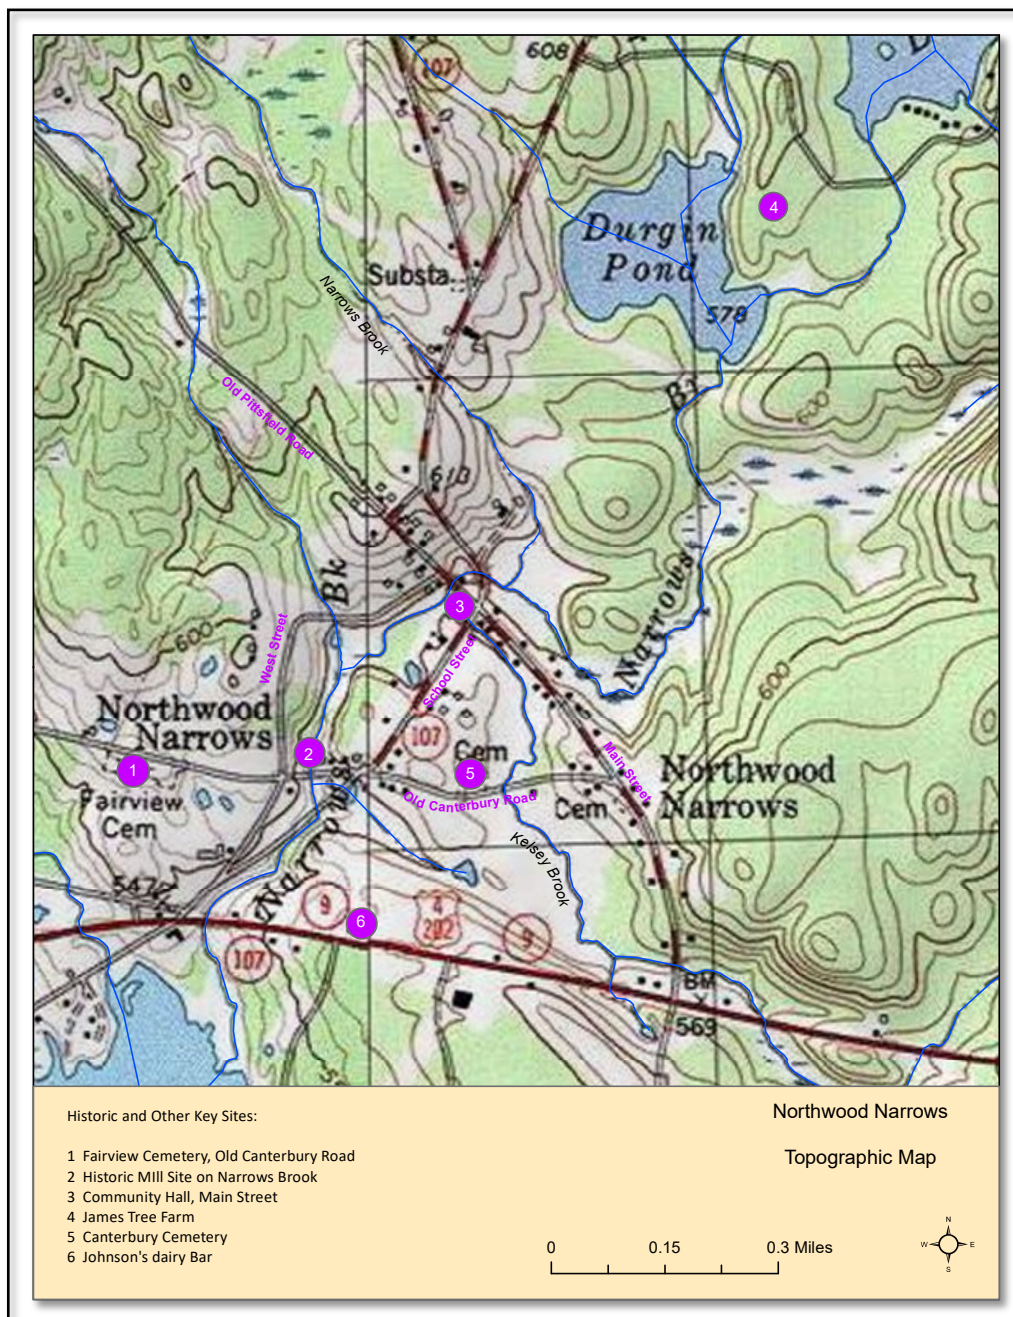 608
107
D
Durgin
Pond
4
Substa
578
Narrows Brook
Br
Old Pittsfield Road
613
600
Bk
Narrows
3
600
West Street
School Street
600
Northwood
Narrows
107
Cem
2
1
5
Main Street
Northwood
Narrows
Fairview
Cem
Old Canterbury Road
Cem
Narrows
Kelsey Brook
547
9
6
4
202
9
107
BM
569
Historic and Other Key Sites:
1 Fairview Cemetery, Old Canterbury Road
2 Historic MIll Site on Narrows Brook
3 Community Hall, Main Street
4 James Tree Farm
5 Canterbury Cemetery
6 Johnson's dairy Bar
Northwood Narrows
Topographic Map
0 0.15 0.3 Miles
N
W E
S